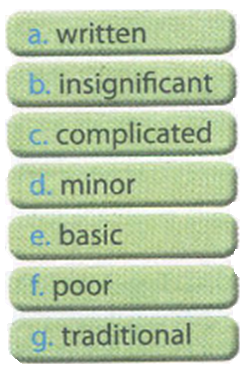 a. written
b. insignificant
c. complicated
d. minor
e. basic
f. poor
g. traditional